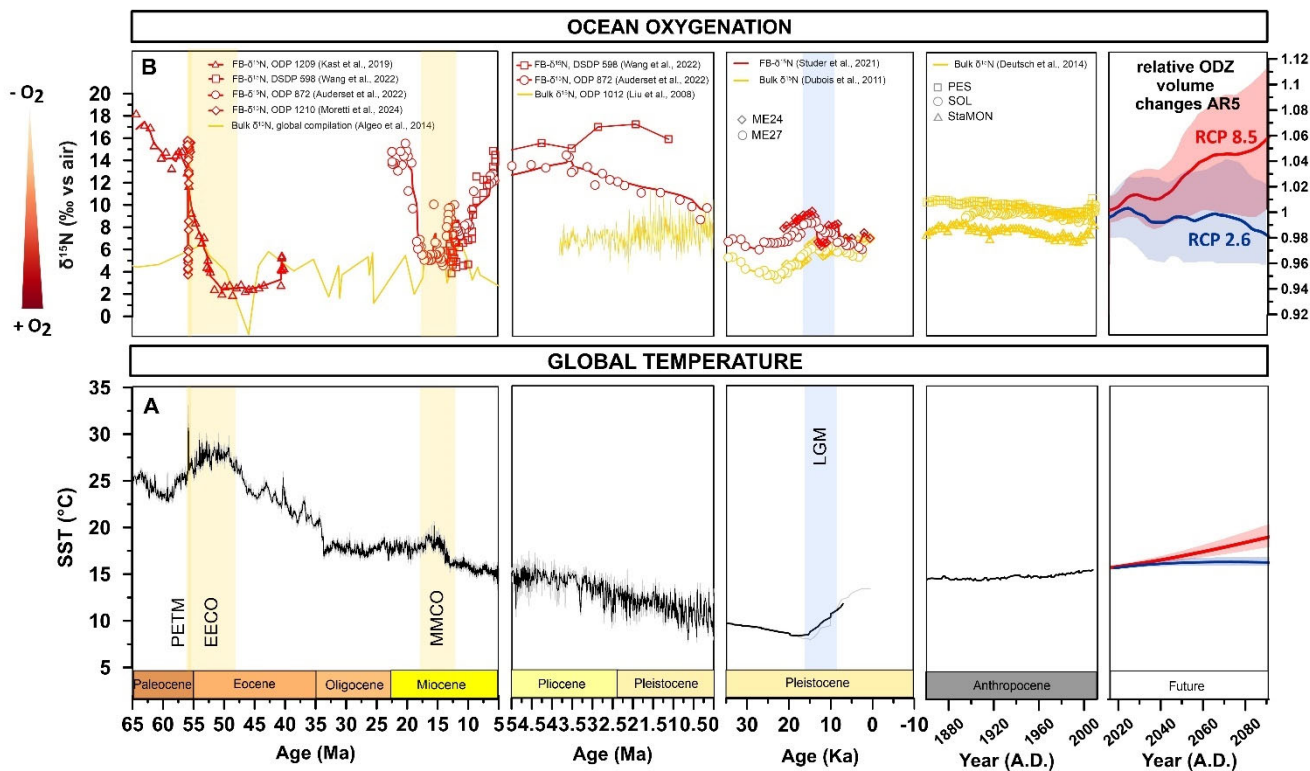 OCEAN OXYGENATION
B
- O₂
+ O₂
δ¹⁵N (‰ vs air)
20
18
16
14
12
10
8
6
4
2
0
FB-δ¹⁵N, ODP 1209 (Kast et al., 2019)
FB-δ¹⁵N, DSDP 598 (Wang et al., 2022)
FB-δ¹⁵N, ODP 872 (Auderset et al., 2022)
FB-δ¹⁵N, ODP 1210 (Moretti et al., 2024)
Bulk δ¹⁵N, global compilation (Algeo et al., 2014)
FB-δ¹⁵N, DSDP 598 (Wang et al., 2022)
FB-δ¹⁵N, ODP 872 (Auderset et al., 2022)
Bulk δ¹⁵N, ODP 1012 (Liu et al., 2008)
FB-δ¹⁵N (Studer et al., 2021)
Bulk δ¹⁵N (Dubois et al., 2011)
ME24
ME27
Bulk δ¹⁵N (Deutsch et al., 2014)
PES
SOL
StaMON
relative ODZ
volume
changes AR5
RCP 8.5
RCP 2.6
1.12
1.10
1.08
1.06
1.04
1.02
1
0.98
0.96
0.94
0.92
GLOBAL TEMPERATURE
A
SST (°C)
35
30
25
20
15
10
5
PETM
EECO
MMCO
LGM
Paleocene
Eocene
Oligocene
Miocene
Pliocene
Pleistocene
Pleistocene
Anthropocene
Future
65 55 50 45 40 35 30 25 20 15 10 5
5 4.5 4 3.5 3 2.5 2 1.5 1 0.5 0
30 20 10 0 -10
1880 1920 1960 2000
2020 2040 2060 2080
Age (Ma)
Age (Ma)
Age (Ka)
Year (A.D.)
Year (A.D.)